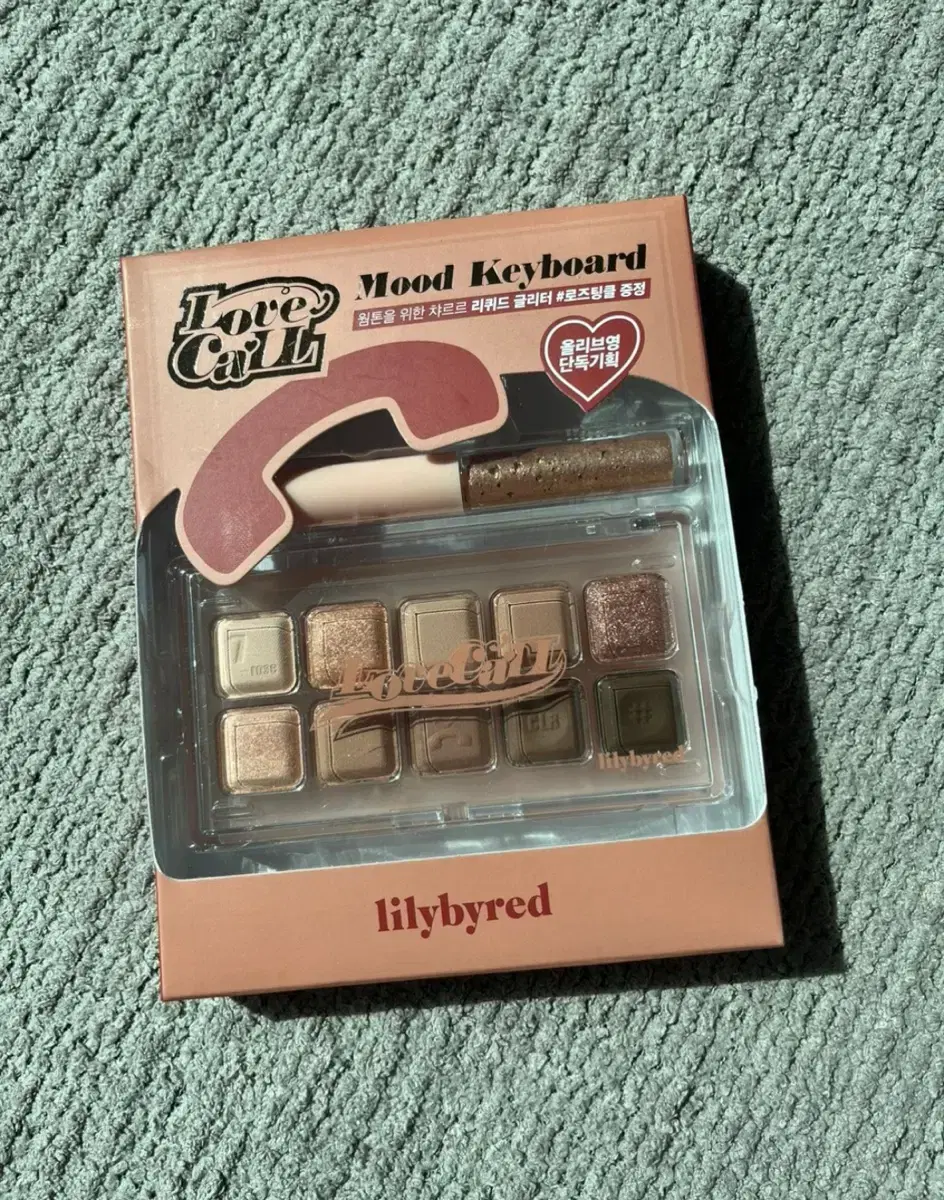 Love
Call
Mood Keyboard
웜톤을 위한 챠르르 리퀴드 글리터 #로즈팅클 증정
올리브영
단독기획
LoveCall
lilybyred
lilybyred